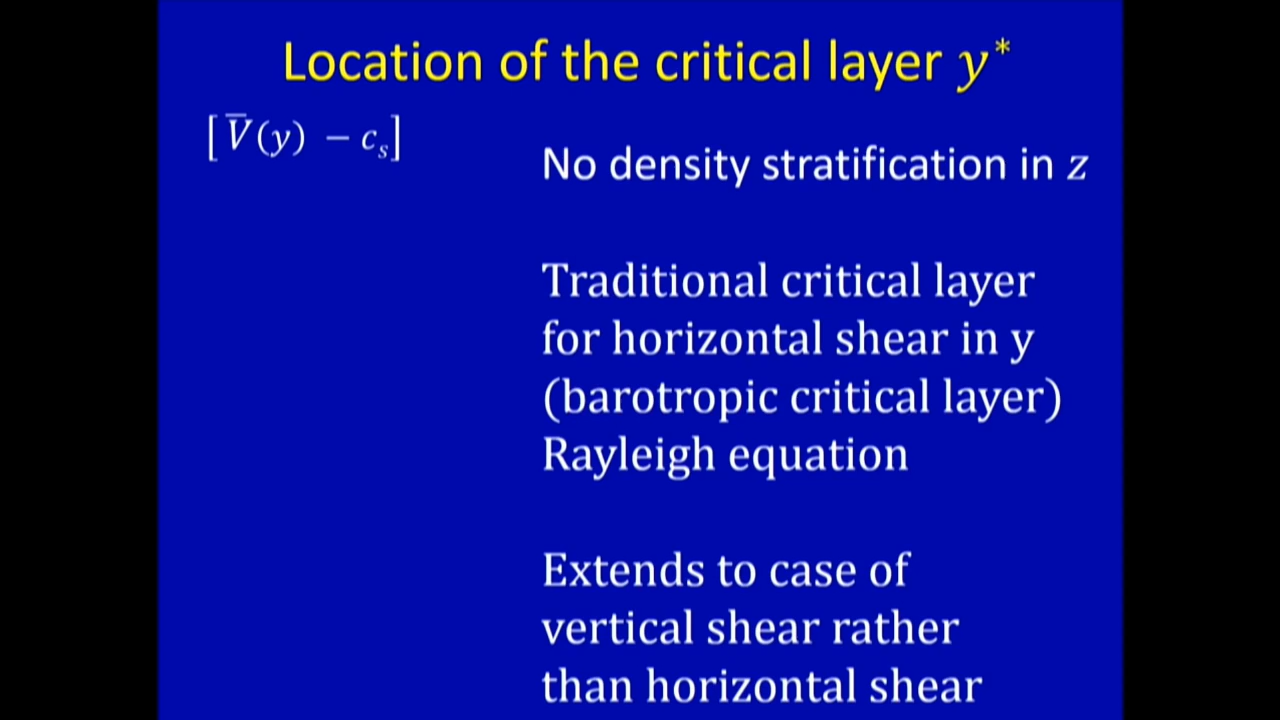 Location of the critical layer y*
[V̅(y) − cₛ]
No density stratification in z
Traditional critical layer
for horizontal shear in y
(barotropic critical layer)
Rayleigh equation
Extends to case of
vertical shear rather
than horizontal shear